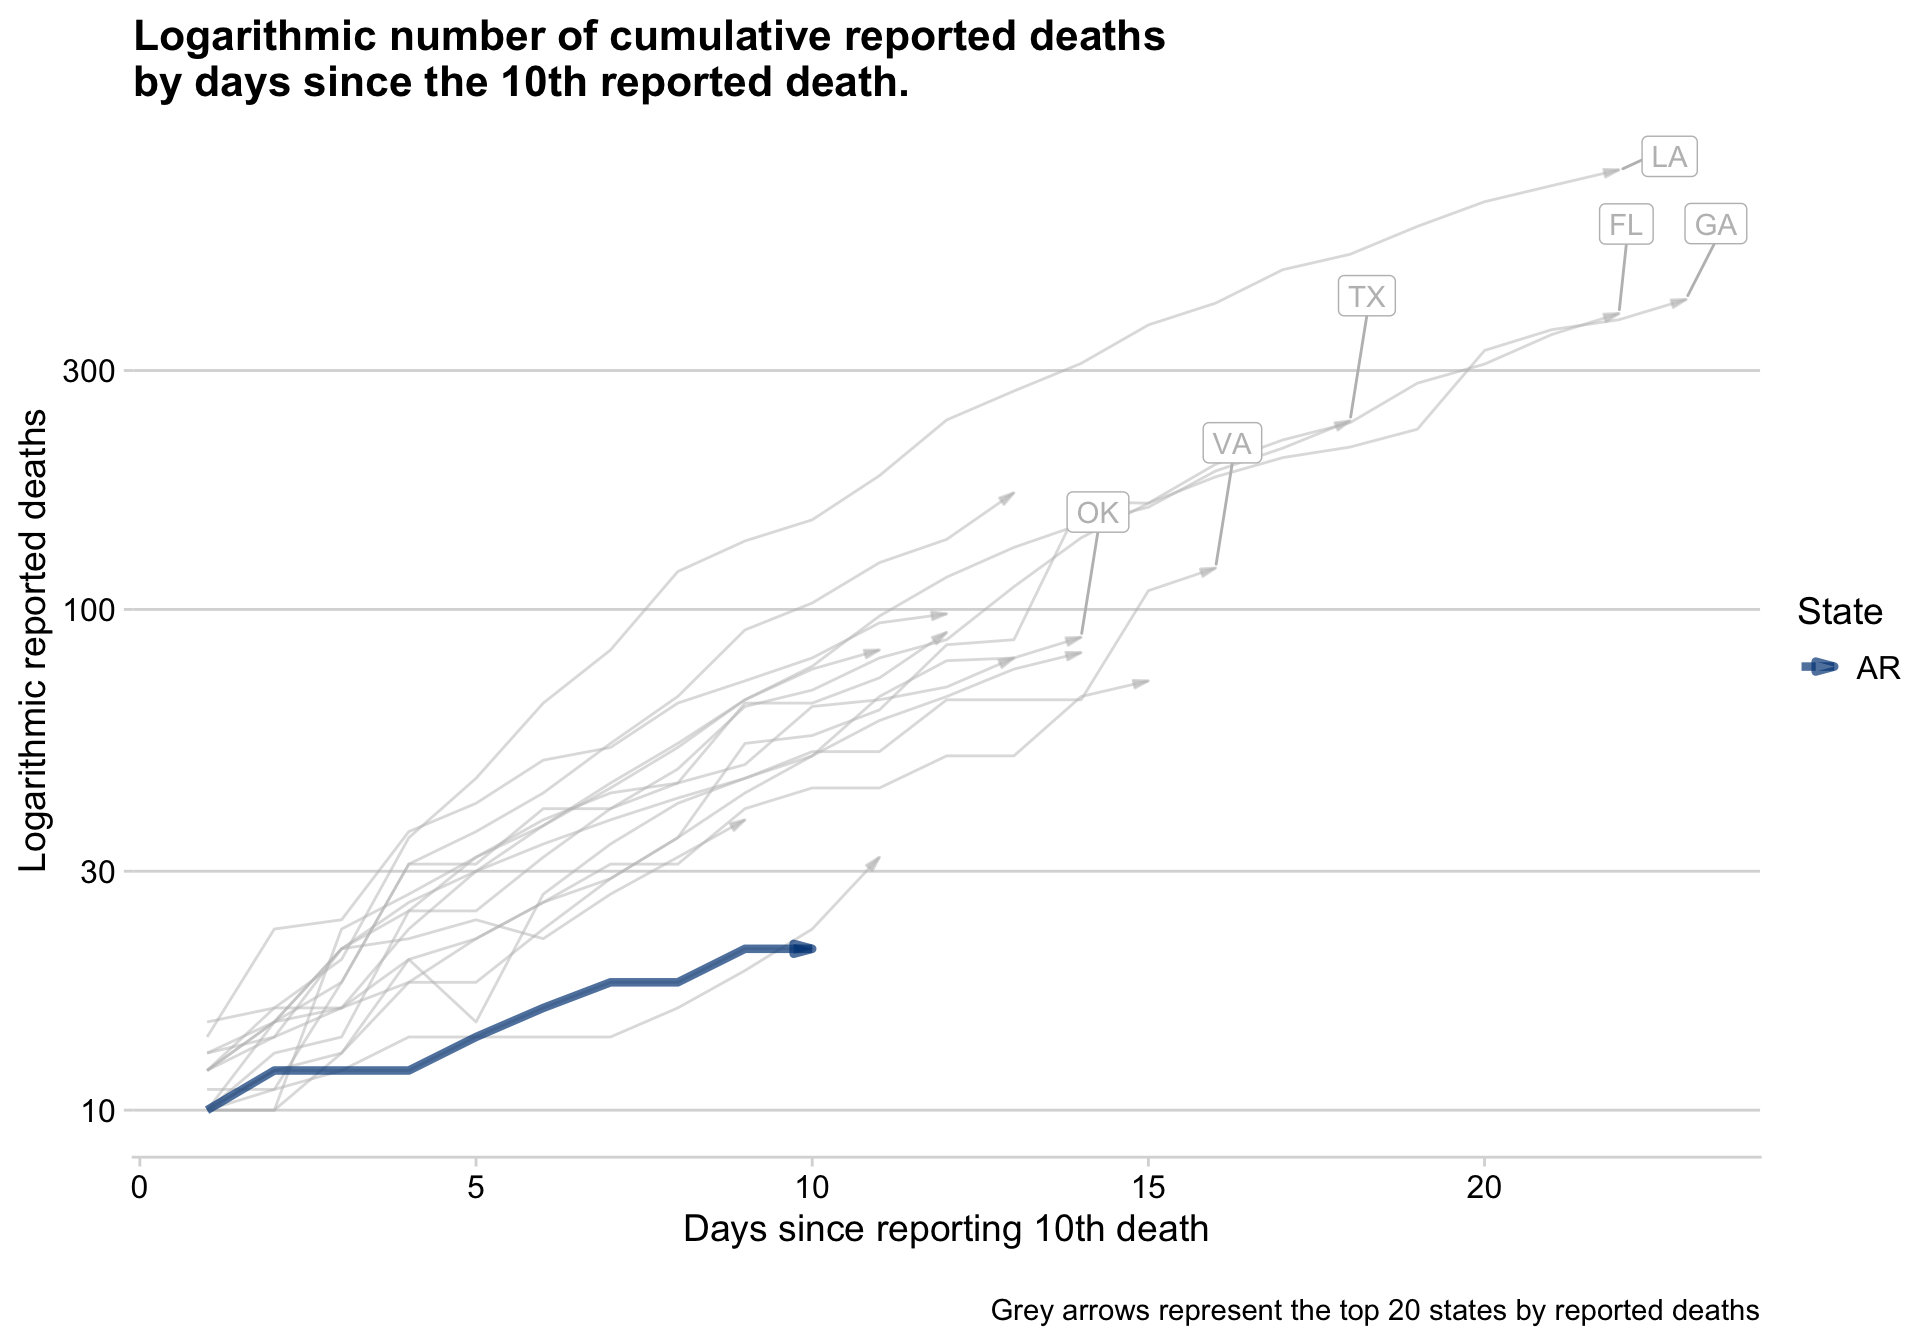 Logarithmic number of cumulative reported deaths
by days since the 10th reported death.
LA
FL
GA
TX
VA
OK
300
100
30
10
Logarithmic reported deaths
0
5
10
15
20
Days since reporting 10th death
State
AR
Grey arrows represent the top 20 states by reported deaths